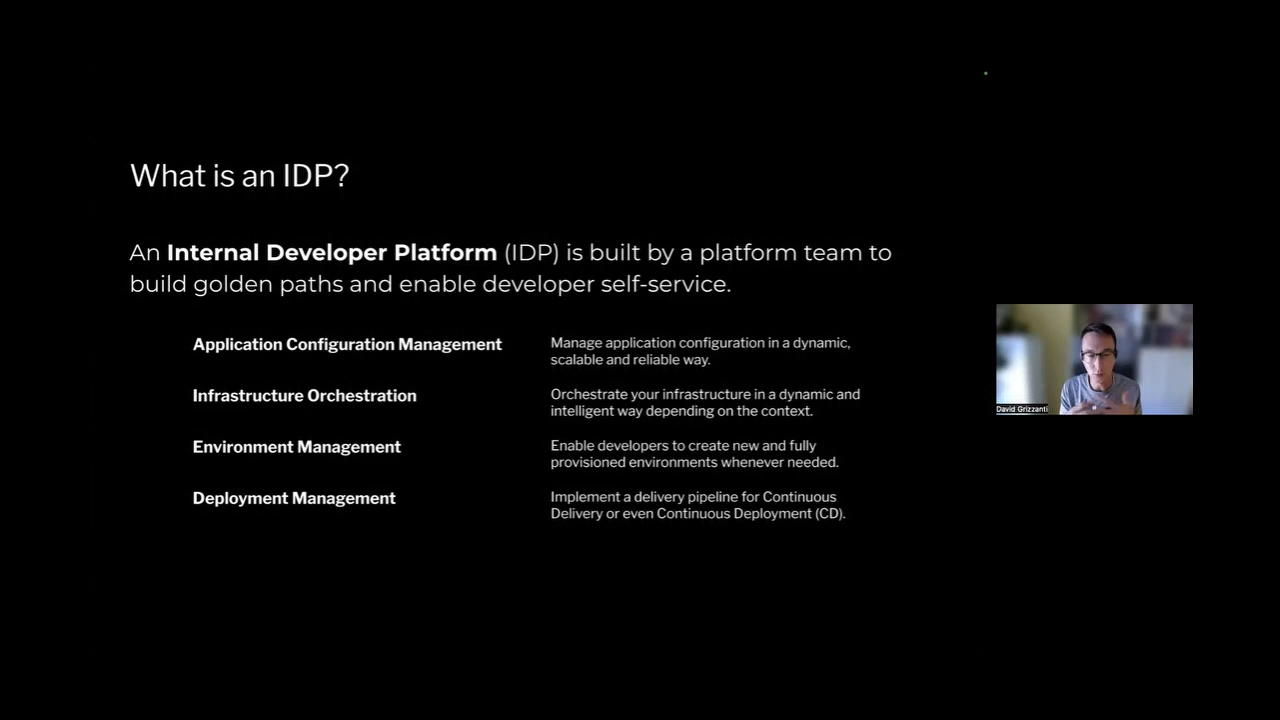 What is an IDP?
An Internal Developer Platform (IDP) is built by a platform team to
build golden paths and enable developer self-service.
Application Configuration Management
Manage application configuration in a dynamic,
scalable and reliable way.
Infrastructure Orchestration
Orchestrate your infrastructure in a dynamic and
intelligent way depending on the context.
Environment Management
Enable developers to create new and fully
provisioned environments whenever needed.
Deployment Management
Implement a delivery pipeline for Continuous
Delivery or even Continuous Deployment (CD).
David Grizzanti